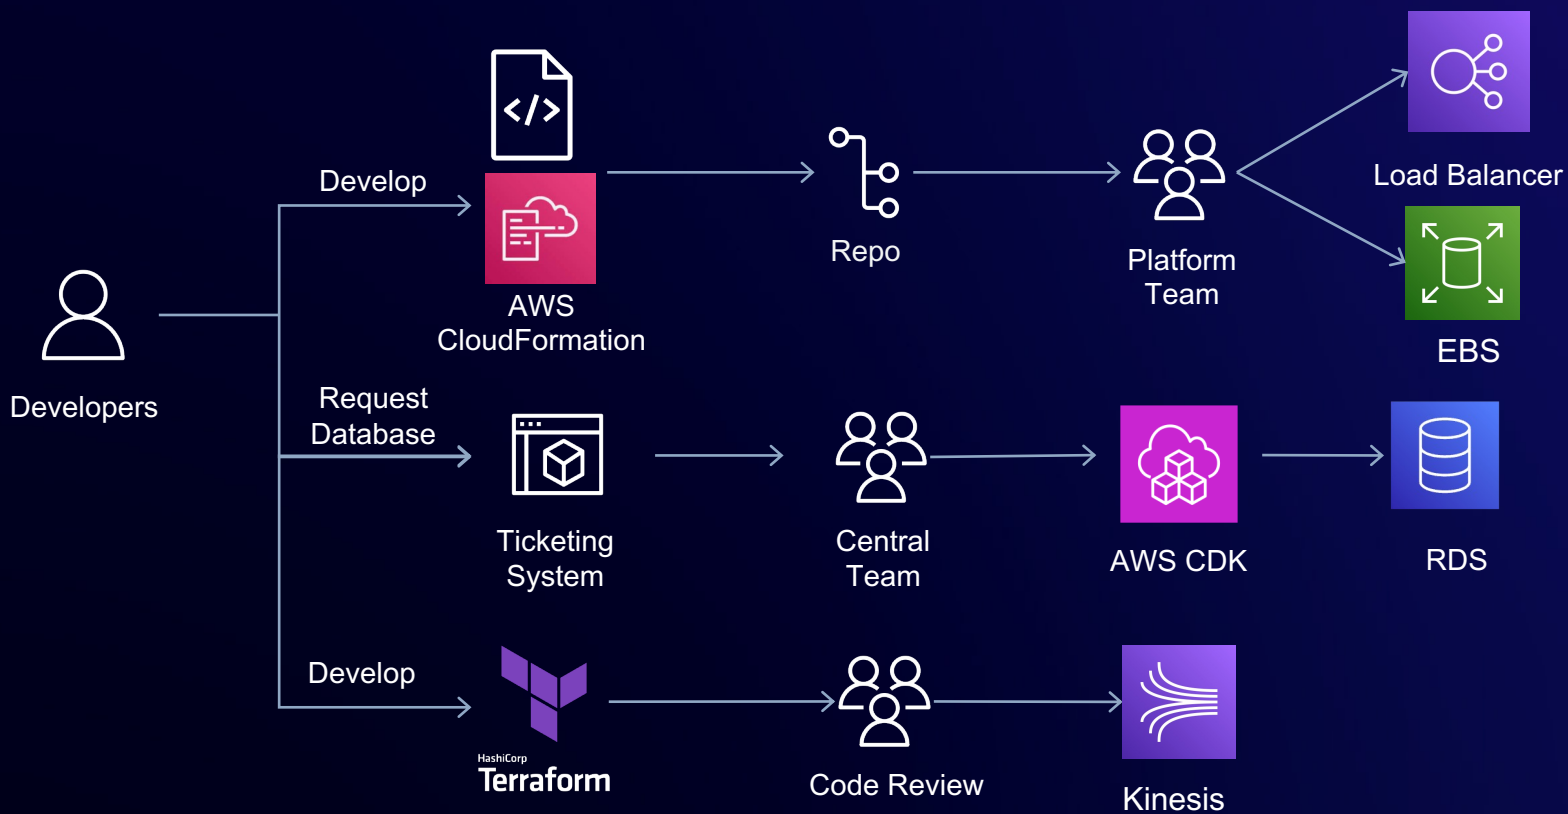 Develop
</>
AWS
CloudFormation
Repo
Platform
Team
Load Balancer
EBS
Developers
Request
Database
Ticketing
System
Central
Team
AWS CDK
RDS
Develop
HashiCorp
Terraform
Code Review
Kinesis